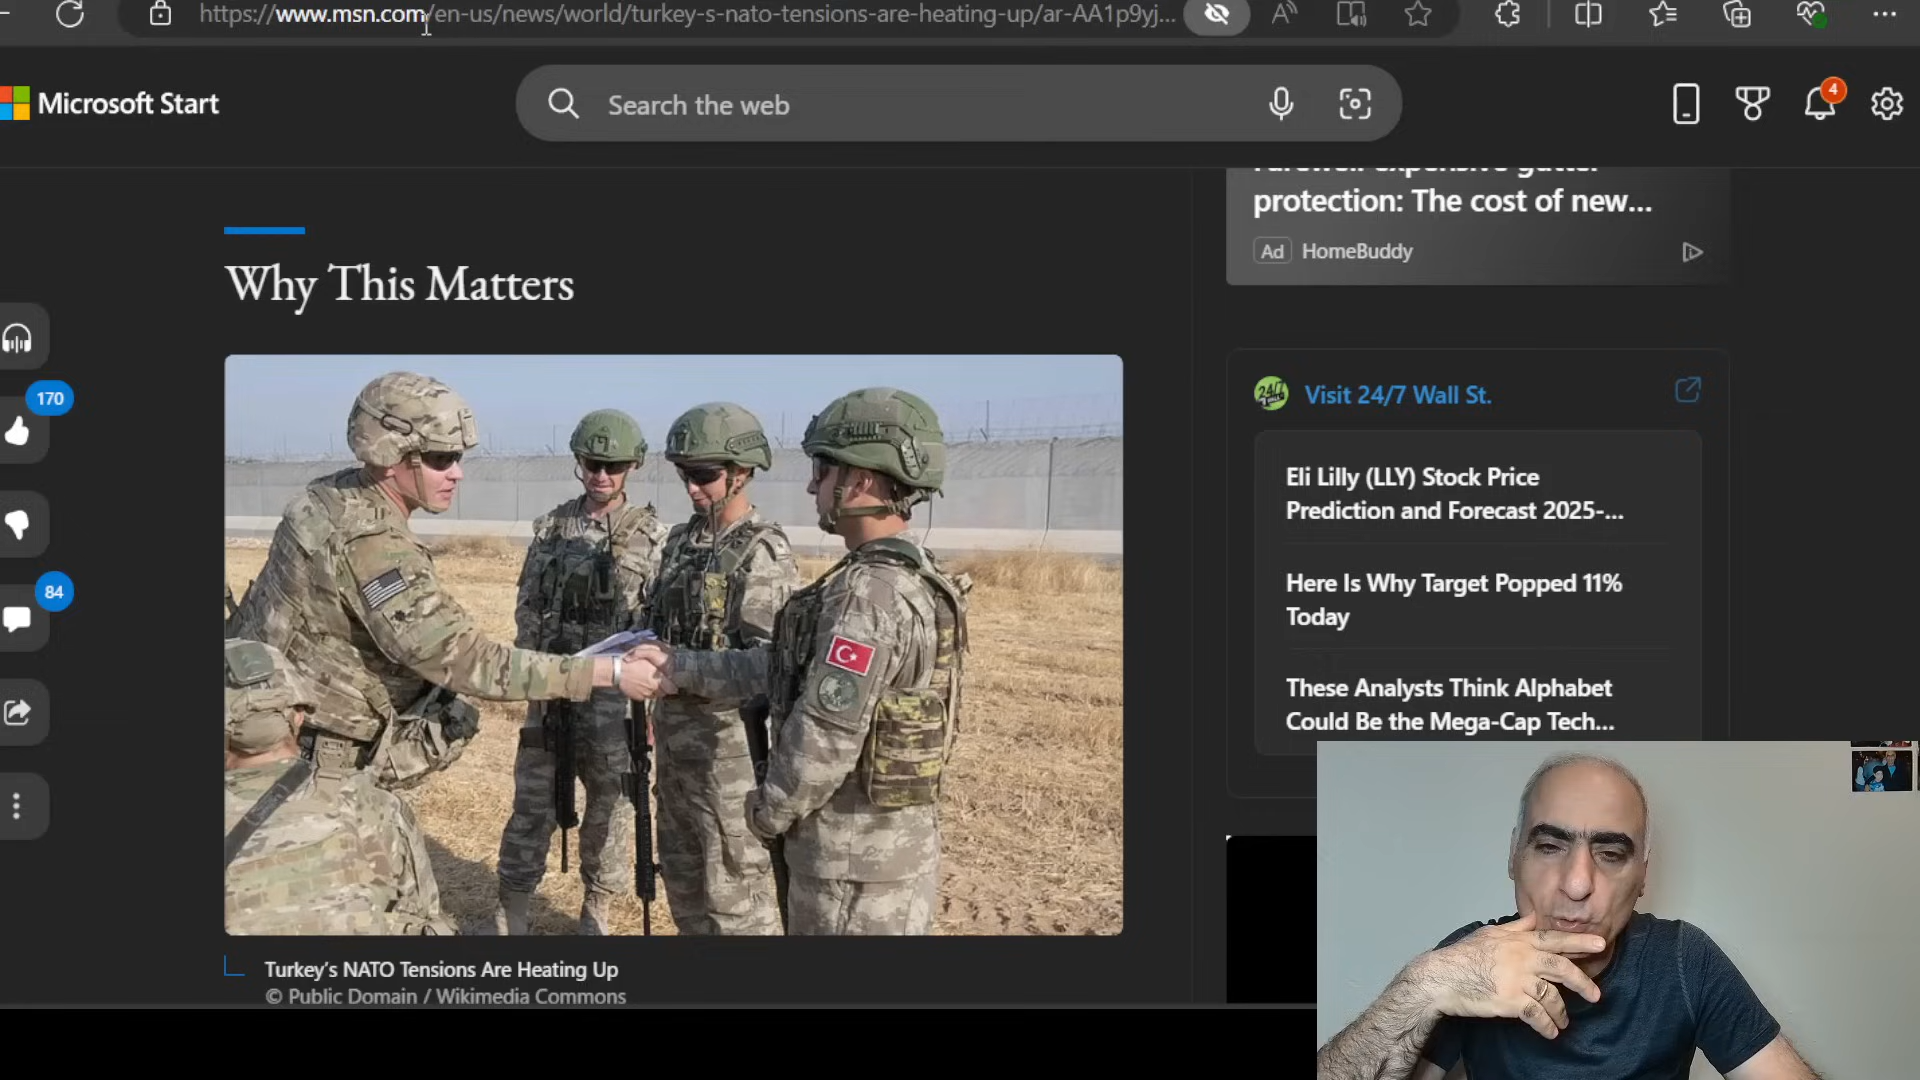 https://www.msn.com/en-us/news/world/turkey-s-nato-tensions-are-heating-up/ar-AA1p9yj...
Microsoft Start
Search the web
4
protection: The cost of new...
Ad HomeBuddy
Why This Matters
170
84
24/7
Visit 24/7 Wall St.
Eli Lilly (LLY) Stock Price
Prediction and Forecast 2025-...
Here Is Why Target Popped 11%
Today
These Analysts Think Alphabet
Could Be the Mega-Cap Tech...
Turkey's NATO Tensions Are Heating Up
© Public Domain / Wikimedia Commons